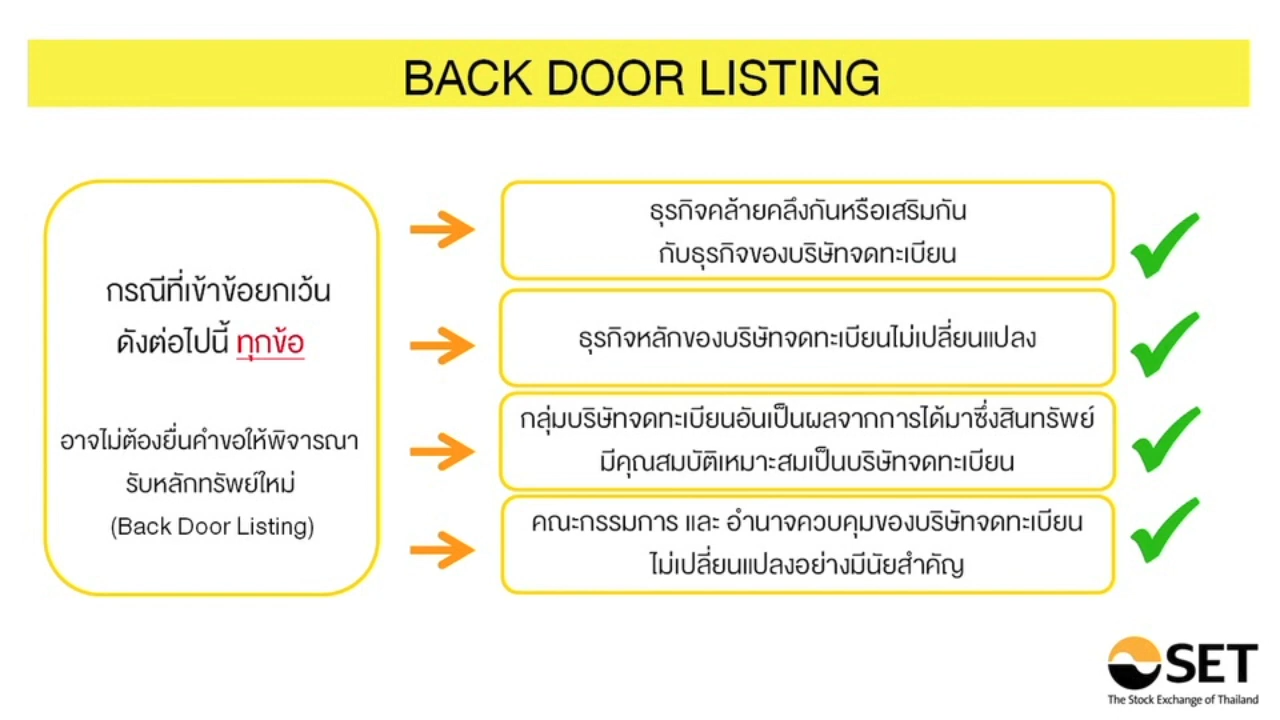 BACK DOOR LISTING
กรณีที่เข้าข้อยกเว้น
ดังต่อไปนี้ ทุกข้อ
อาจไม่ต้องยื่นคำขอให้พิจารณา
รับหลักทรัพย์ใหม่
(Back Door Listing)
ธุรกิจคล้ายคลึงกันหรือเสริมกัน
กับธุรกิจของบริษัทจดทะเบียน
ธุรกิจหลักของบริษัทจดทะเบียนไม่เปลี่ยนแปลง
กลุ่มบริษัทจดทะเบียนอันเป็นผลจากการได้มาซึ่งสินทรัพย์
มีคุณสมบัติเหมาะสมเป็นบริษัทจดทะเบียน
คณะกรรมการ และ อำนาจควบคุมของบริษัทจดทะเบียน
ไม่เปลี่ยนแปลงอย่างมีนัยสำคัญ
SET
The Stock Exchange of Thailand